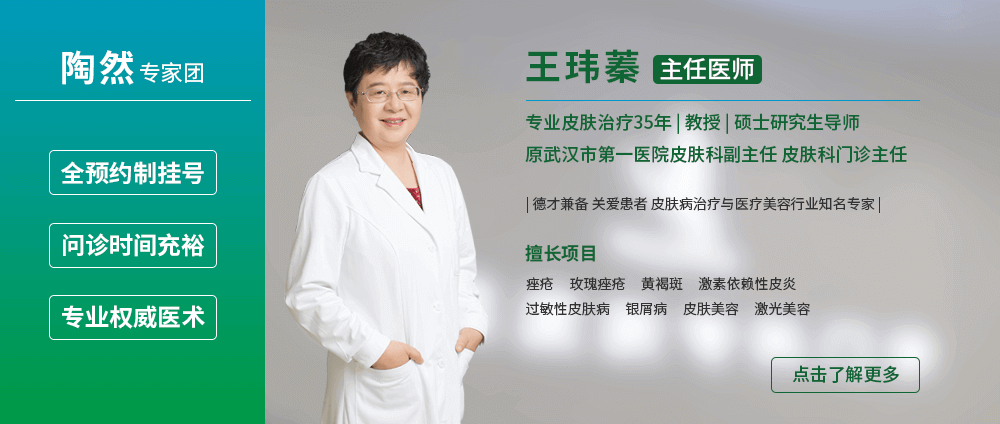 陶然 专家团
全预约制挂号
问诊时间充裕
专业权威医术
王玮蓁 主任医师
专业皮肤治疗35年 | 教授 | 硕士研究生导师
原武汉市第一医院皮肤科副主任 皮肤科门诊主任
| 德才兼备 关爱患者 皮肤病治疗与医疗美容行业知名专家 |
擅长项目
痤疮 玫瑰痤疮 黄褐斑 激素依赖性皮炎
过敏性皮肤病 银屑病 皮肤美容 激光美容
点击了解更多